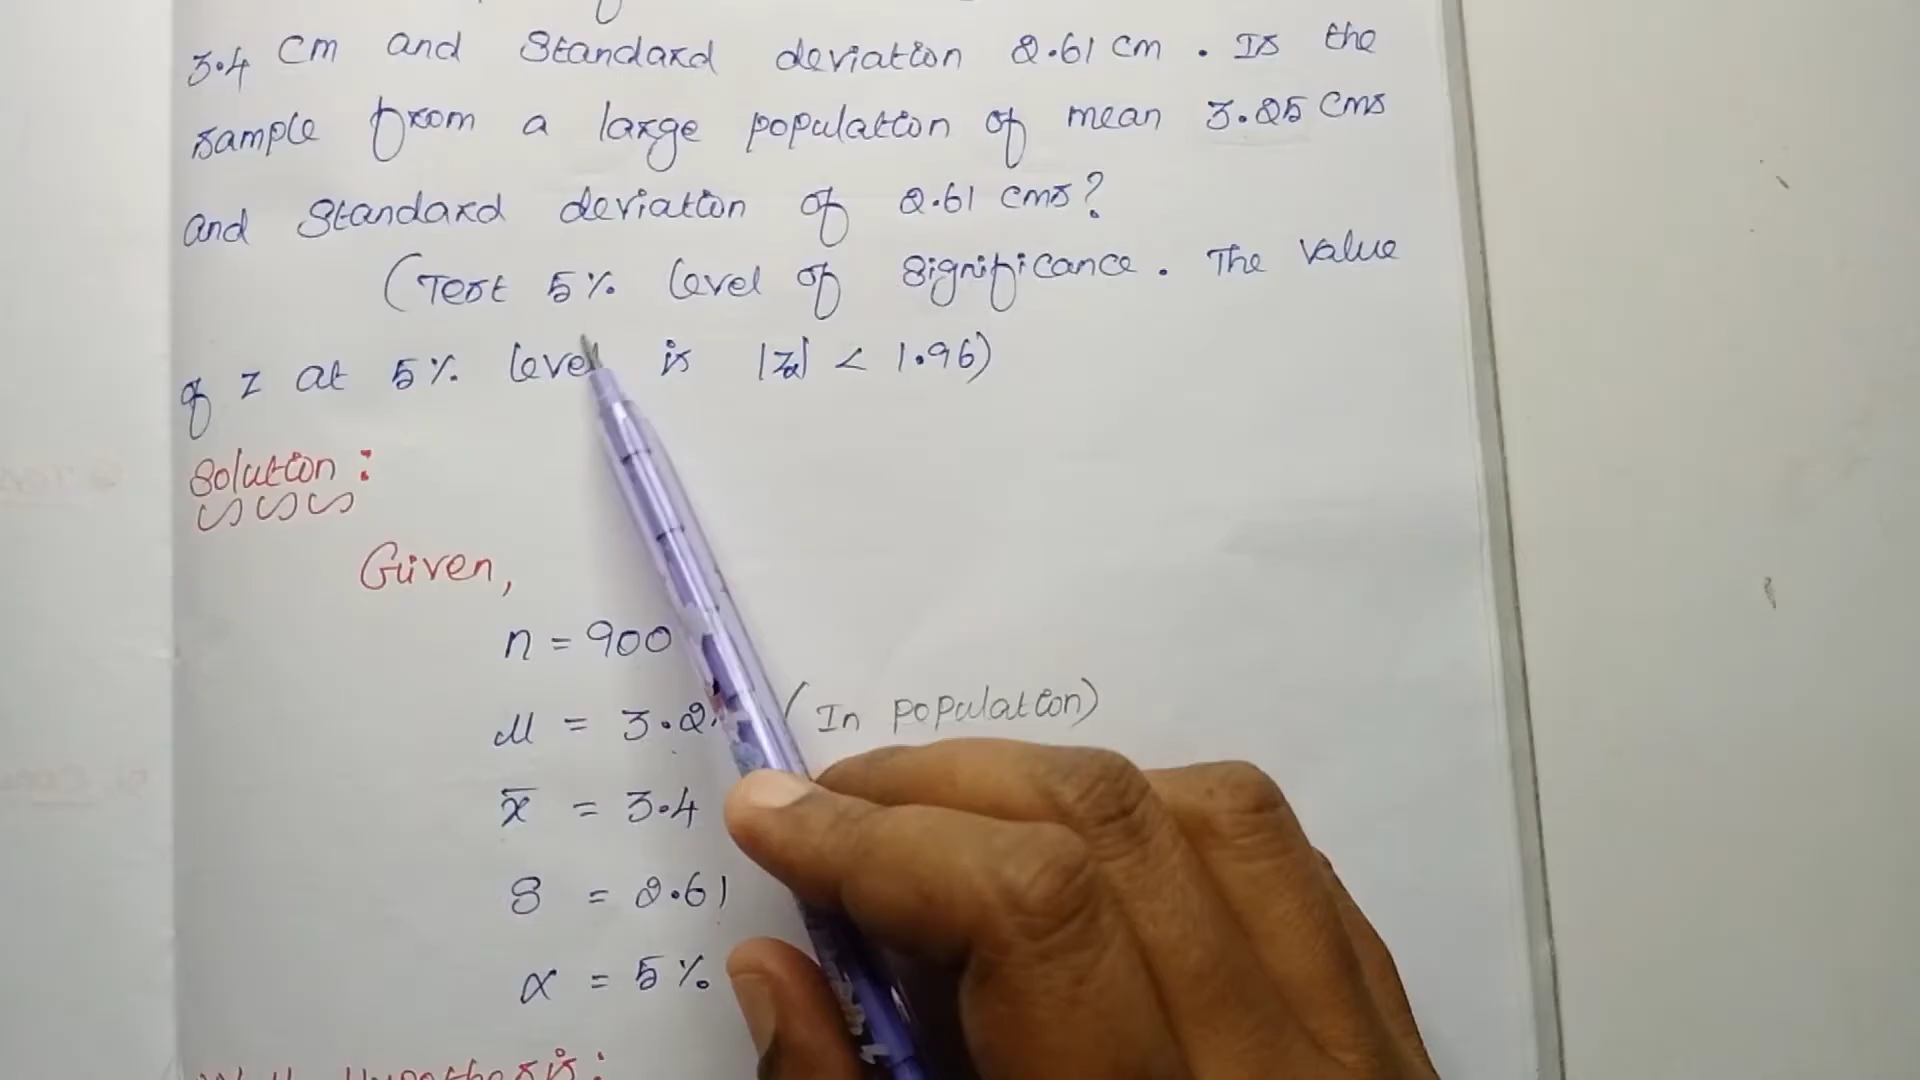 3.4 cm and Standard deviation 2.61 cm. Is the
sample from a large population of mean 3.25 cms
and Standard deviation of 2.61 cms?
(Test 5% level of Significance. The value
of z at 5% level is |zα| < 1.96)
Solution:
Given,
n = 900
μ = 3.2 (In population)
x̄ = 3.4
S = 2.61
α = 5%
Hypothesis: